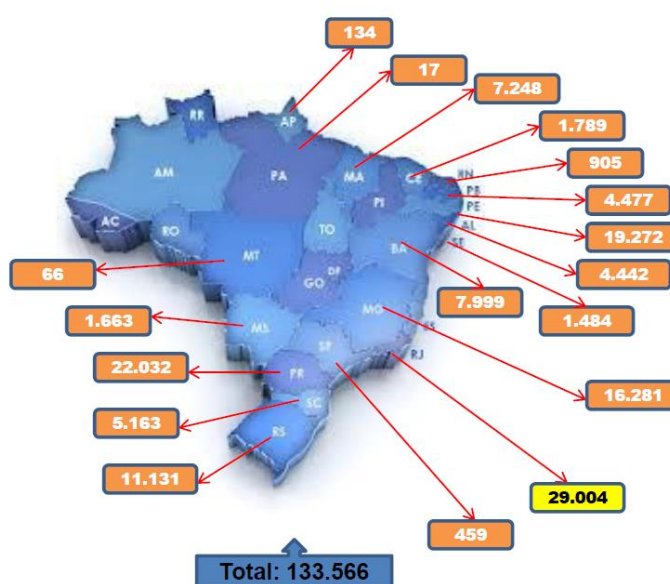 134
17
7.248
1.789
905
4.477
19.272
4.442
1.484
7.999
16.281
29.004
459
11.131
5.163
22.032
1.663
66
RR
AP
AM
PA
MA
CE
RN
PB
PE
AL
SE
PI
AC
RO
TO
BA
MT
DF
GO
MG
ES
MS
SP
RJ
PR
SC
RS
Total: 133.566